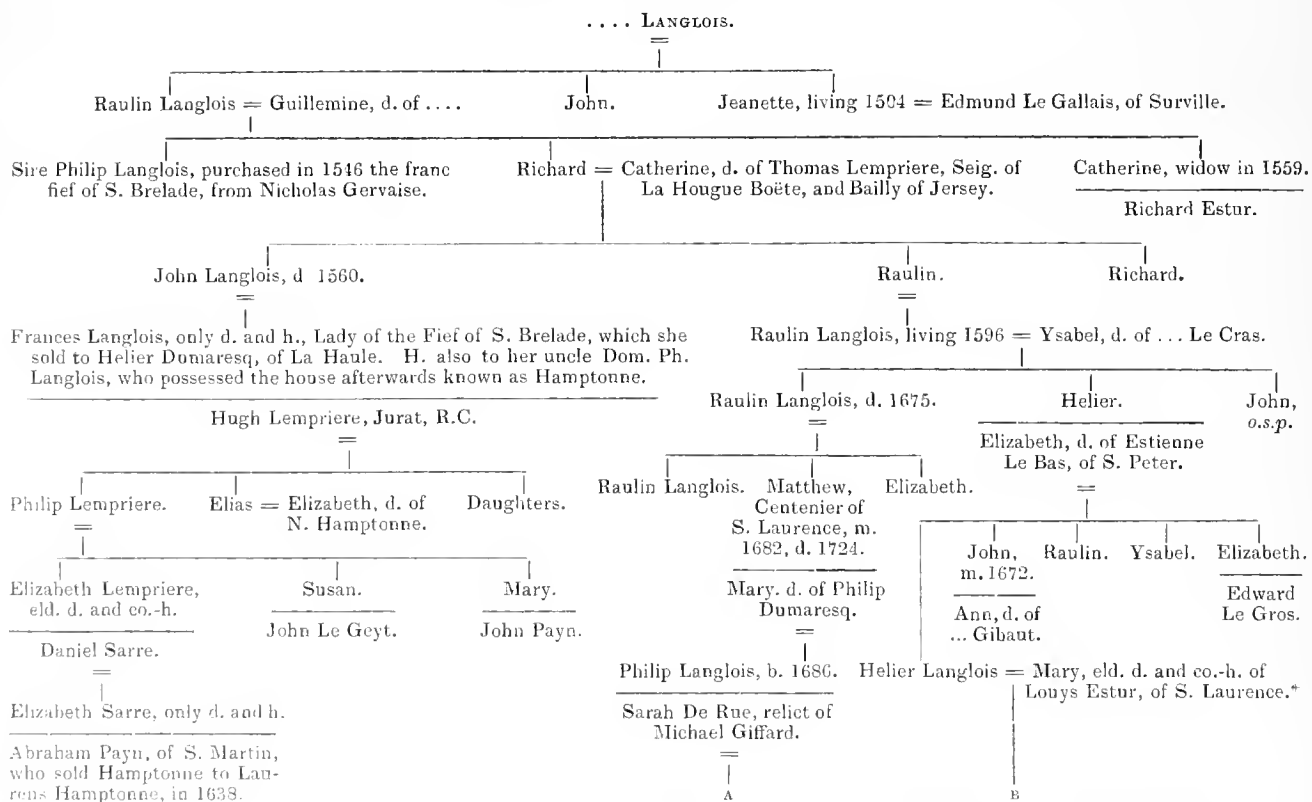 .... LANGLOIS.
=
Raulin Langlois = Guillemine, d. of .... John. Jeanette, living 1504 = Edmund Le Gallais, of Surville.
Sire Philip Langlois, purchased in 1546 the franc
fief of S. Brelade, from Nicholas Gervaise.
Richard = Catherine, d. of Thomas Lempriere, Seig. of
La Hougue Boëte, and Bailly of Jersey.
Catherine, widow in 1559.
Richard Estur.
John Langlois, d 1560. Raulin. Richard.
= =
Frances Langlois, only d. and h., Lady of the Fief of S. Brelade, which she
sold to Helier Dumaresq, of La Haule. H. also to her uncle Dom. Ph.
Langlois, who possessed the house afterwards known as Hamptonne.
Hugh Lempriere, Jurat, R.C.
=
Raulin Langlois, living 1596 = Ysabel, d. of ... Le Cras.
Raulin Langlois, d. 1675.
=
Helier.
Elizabeth, d. of Estienne
Le Bas, of S. Peter.
=
John,
o.s.p.
Philip Lempriere.
=
Elias = Elizabeth, d. of
N. Hamptonne.
Daughters.
Raulin Langlois.
Matthew,
Centenier of
S. Laurence, m.
1682, d. 1724.
Mary. d. of Philip
Dumaresq.
=
Elizabeth.
John,
m. 1672.
Ann, d. of
... Gibaut.
Raulin.
Ysabel.
Elizabeth.
Edward
Le Gros.
Elizabeth Lempriere,
eld. d. and co.-h.
Daniel Sarre.
=
Susan.
John Le Geyt.
Mary.
John Payn.
Elizabeth Sarre, only d. and h.
Abraham Payn, of S. Martin,
who sold Hamptonne to Lau-
rens Hamptonne, in 1638.
Philip Langlois, b. 1686.
Sarah De Rue, relict of
Michael Giffard.
=
A
Helier Langlois = Mary, eld. d. and co.-h. of
Louys Estur, of S. Laurence.*
B